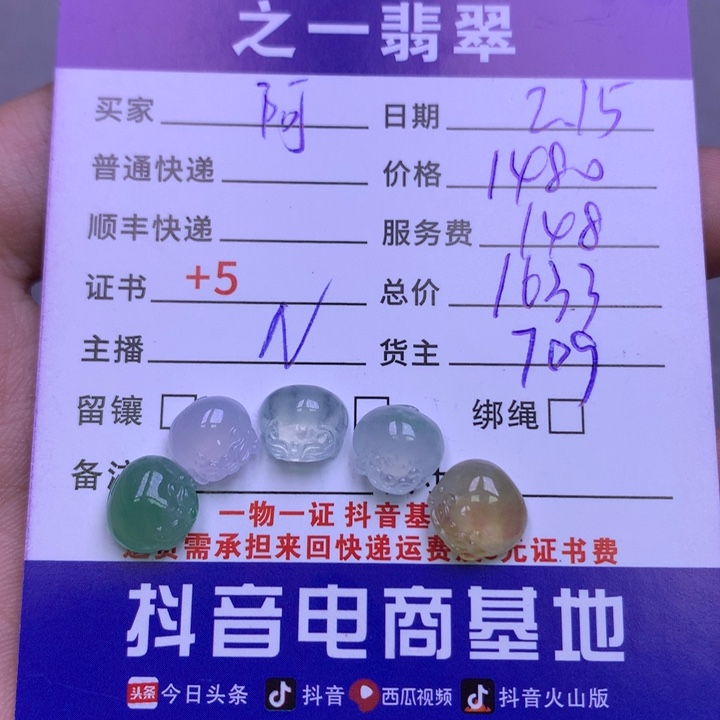 之一翡翠
买家 阿 日期 2.15
普通快递 价格 1480
顺丰快递 服务费 148
证书 +5 总价 1633
主播 N 货主 709
留镶 绑绳
备注
一物一证 抖音基
需承担来回快递运费 元证书费
抖音电商基地
头条 今日头条 抖音 西瓜视频 抖音火山版